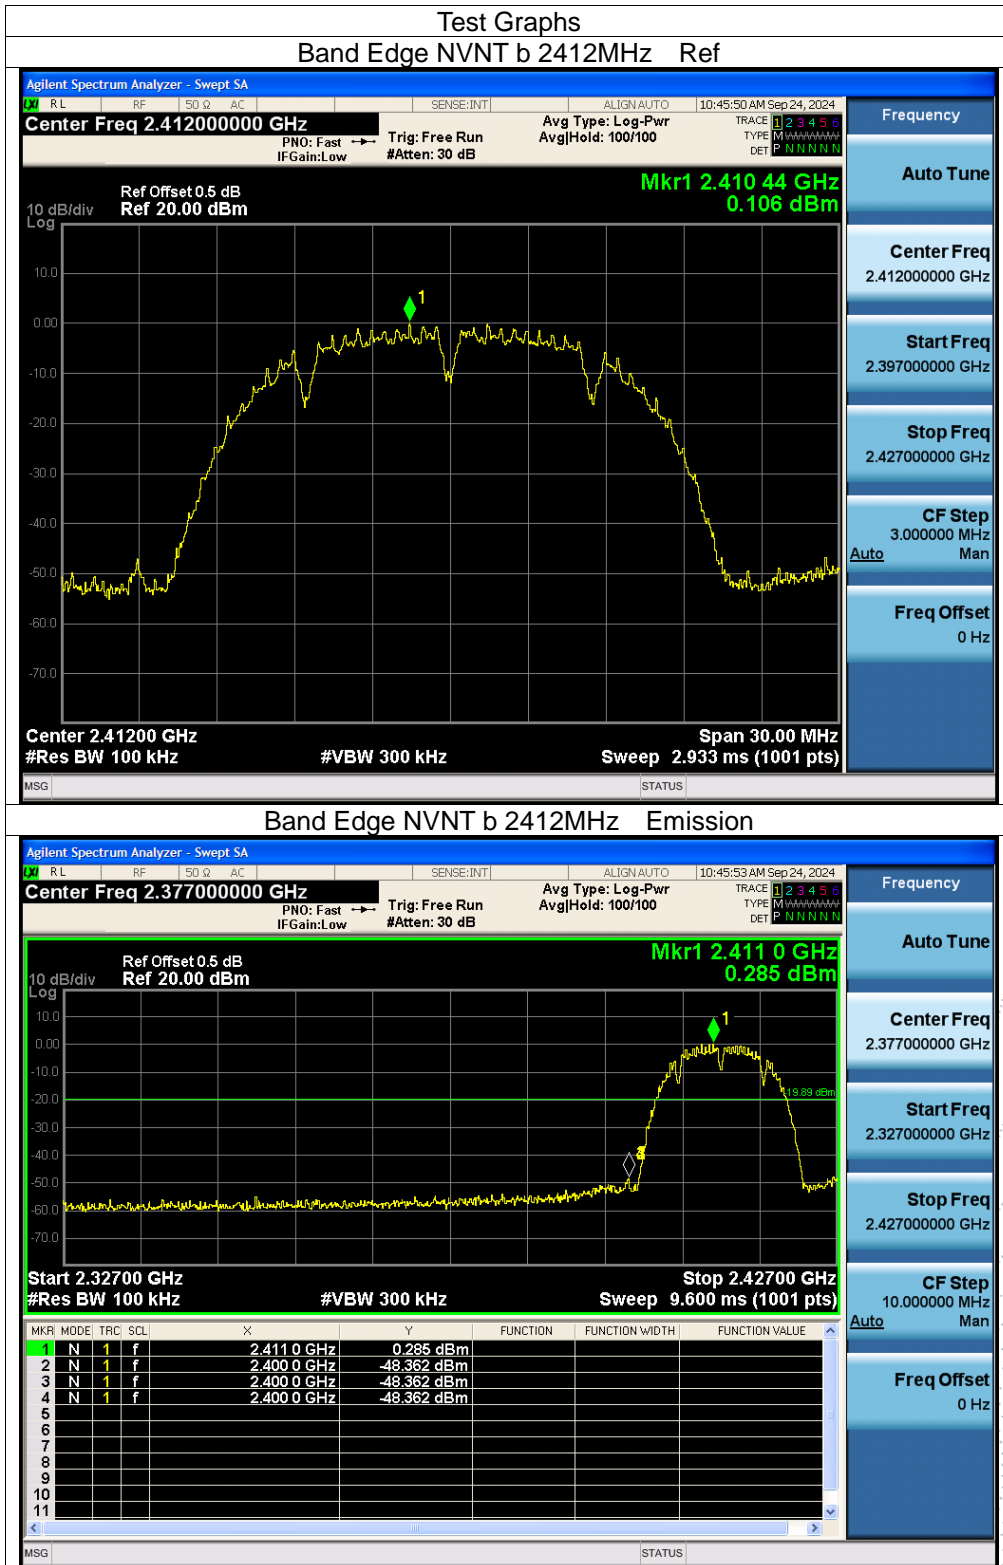 Test Graphs
Band Edge NVNT b 2412MHz Ref
Agilent Spectrum Analyzer - Swept SA
LXI RL RF 50 Ω AC SENSE:INT ALIGN AUTO 10:45:50 AM Sep 24, 2024
Center Freq 2.412000000 GHz
PNO: Fast
IFGain:Low
Trig: Free Run
#Atten: 30 dB
Avg Type: Log-Pwr
Avg|Hold: 100/100
TRACE 1 2 3 4 5 6
TYPE M W W W W W
DET P N N N N N
Frequency
Mkr1 2.410 44 GHz
0.106 dBm
Ref Offset 0.5 dB
10 dB/div Ref 20.00 dBm
Log
10.0
0.00
-10.0
-20.0
-30.0
-40.0
-50.0
-60.0
-70.0
1
Center 2.41200 GHz Span 30.00 MHz
#Res BW 100 kHz #VBW 300 kHz Sweep 2.933 ms (1001 pts)
MSG STATUS
Auto Tune
Center Freq
2.412000000 GHz
Start Freq
2.397000000 GHz
Stop Freq
2.427000000 GHz
CF Step
3.000000 MHz
Auto Man
Freq Offset
0 Hz
Band Edge NVNT b 2412MHz Emission
Agilent Spectrum Analyzer - Swept SA
LXI RL RF 50 Ω AC SENSE:INT ALIGN AUTO 10:45:53 AM Sep 24, 2024
Center Freq 2.377000000 GHz
PNO: Fast
IFGain:Low
Trig: Free Run
#Atten: 30 dB
Avg Type: Log-Pwr
Avg|Hold: 100/100
TRACE 1 2 3 4 5 6
TYPE M W W W W W
DET P N N N N N
Frequency
Mkr1 2.411 0 GHz
0.285 dBm
Ref Offset 0.5 dB
10 dB/div Ref 20.00 dBm
Log
10.0
0.00
-10.0
-20.0
-30.0
-40.0
-50.0
-60.0
-70.0
1
-19.89 dBm
Start 2.32700 GHz Stop 2.42700 GHz
#Res BW 100 kHz #VBW 300 kHz Sweep 9.600 ms (1001 pts)
MKR MODE TRC SCL X Y FUNCTION FUNCTION WIDTH FUNCTION VALUE
1 N 1 f 2.411 0 GHz 0.285 dBm
2 N 1 f 2.400 0 GHz -48.362 dBm
3 N 1 f 2.400 0 GHz -48.362 dBm
4 N 1 f 2.400 0 GHz -48.362 dBm
5
6
7
8
9
10
11
MSG STATUS
Auto Tune
Center Freq
2.377000000 GHz
Start Freq
2.327000000 GHz
Stop Freq
2.427000000 GHz
CF Step
10.000000 MHz
Auto Man
Freq Offset
0 Hz